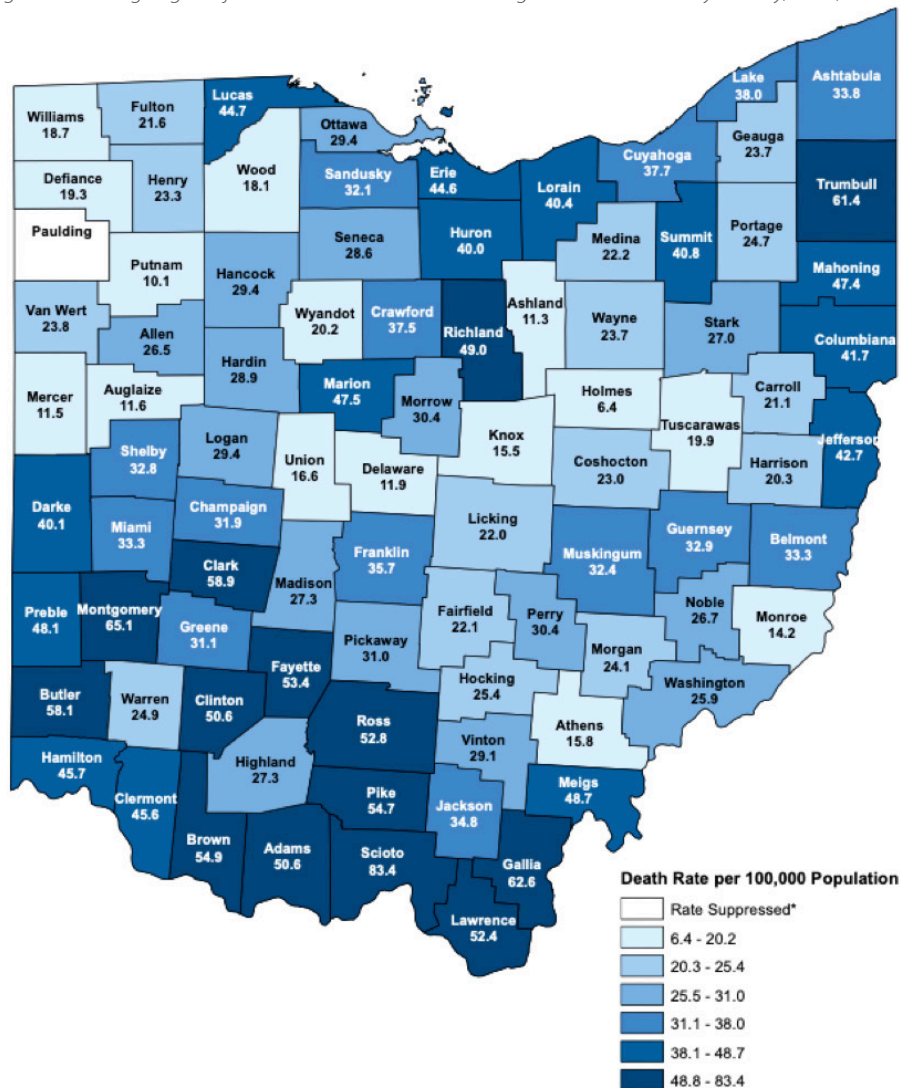 Lake
38.0
Ashtabula
33.8
Williams
18.7
Fulton
21.6
Lucas
44.7
Ottawa
29.4
Geauga
23.7
Defiance
19.3
Henry
23.3
Wood
18.1
Sandusky
32.1
Erie
44.6
Lorain
40.4
Cuyahoga
37.7
Trumbull
61.4
Paulding
Putnam
10.1
Hancock
29.4
Seneca
28.6
Huron
40.0
Medina
22.2
Summit
40.8
Portage
24.7
Mahoning
47.4
Van Wert
23.8
Allen
26.5
Wyandot
20.2
Crawford
37.5
Richland
49.0
Ashland
11.3
Wayne
23.7
Stark
27.0
Columbiana
41.7
Mercer
11.5
Auglaize
11.6
Hardin
28.9
Marion
47.5
Morrow
30.4
Holmes
6.4
Tuscarawas
19.9
Carroll
21.1
Jefferson
42.7
Shelby
32.8
Logan
29.4
Union
16.6
Delaware
11.9
Knox
15.5
Coshocton
23.0
Harrison
20.3
Darke
40.1
Miami
33.3
Champaign
31.9
Licking
22.0
Muskingum
32.4
Guernsey
32.9
Belmont
33.3
Clark
58.9
Madison
27.3
Franklin
35.7
Preble
48.1
Montgomery
65.1
Greene
31.1
Fairfield
22.1
Perry
30.4
Noble
26.7
Monroe
14.2
Pickaway
31.0
Morgan
24.1
Fayette
53.4
Hocking
25.4
Washington
25.9
Butler
58.1
Warren
24.9
Clinton
50.6
Ross
52.8
Athens
15.8
Vinton
29.1
Hamilton
45.7
Highland
27.3
Meigs
48.7
Clermont
45.6
Pike
54.7
Jackson
34.8
Brown
54.9
Adams
50.6
Scioto
83.4
Gallia
62.6
Lawrence
52.4
Death Rate per 100,000 Population
Rate Suppressed*
6.4 - 20.2
20.3 - 25.4
25.5 - 31.0
31.1 - 38.0
38.1 - 48.7
48.8 - 83.4